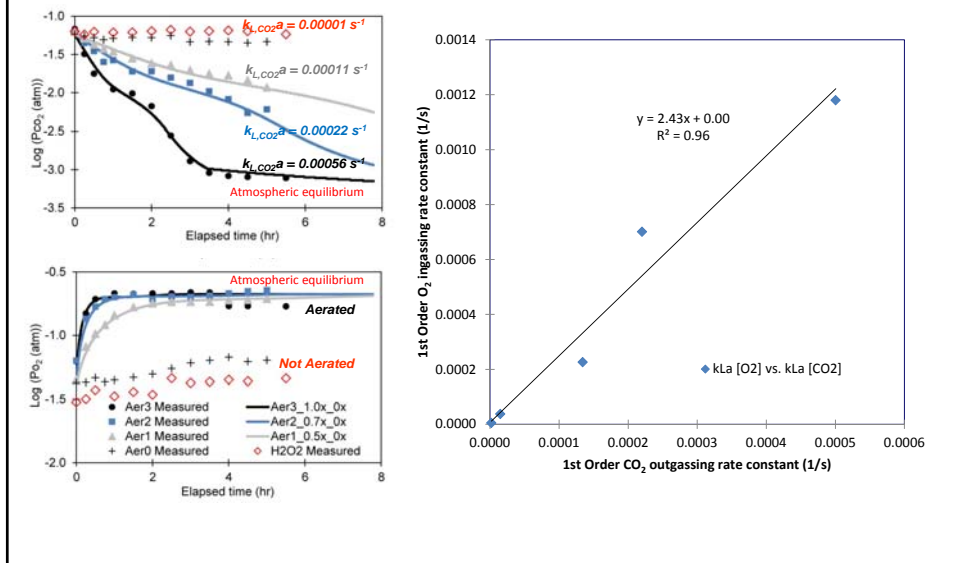 -1.0
-1.5
-2.0
-2.5
-3.0
-3.5
Log (Pco₂ (atm))
k_L,CO2a = 0.00001 s⁻¹
k_L,CO2a = 0.00011 s⁻¹
k_L,CO2a = 0.00022 s⁻¹
k_L,CO2a = 0.00056 s⁻¹
Atmospheric equilibrium
0 2 4 6 8
Elapsed time (hr)
-0.5
-1.0
-1.5
-2.0
Log (Po₂ (atm))
Atmospheric equilibrium
Aerated
Not Aerated
Aer3 Measured
Aer2 Measured
Aer1 Measured
Aer0 Measured
Aer3_1.0x_0x
Aer2_0.7x_0x
Aer1_0.5x_0x
H2O2 Measured
0 2 4 6 8
Elapsed time (hr)
0.0014
0.0012
0.0010
0.0008
0.0006
0.0004
0.0002
0.0000
1st Order O₂ ingassing rate constant (1/s)
y = 2.43x + 0.00
R² = 0.96
kLa [O2] vs. kLa [CO2]
0.0000 0.0001 0.0002 0.0003 0.0004 0.0005 0.0006
1st Order CO₂ outgassing rate constant (1/s)